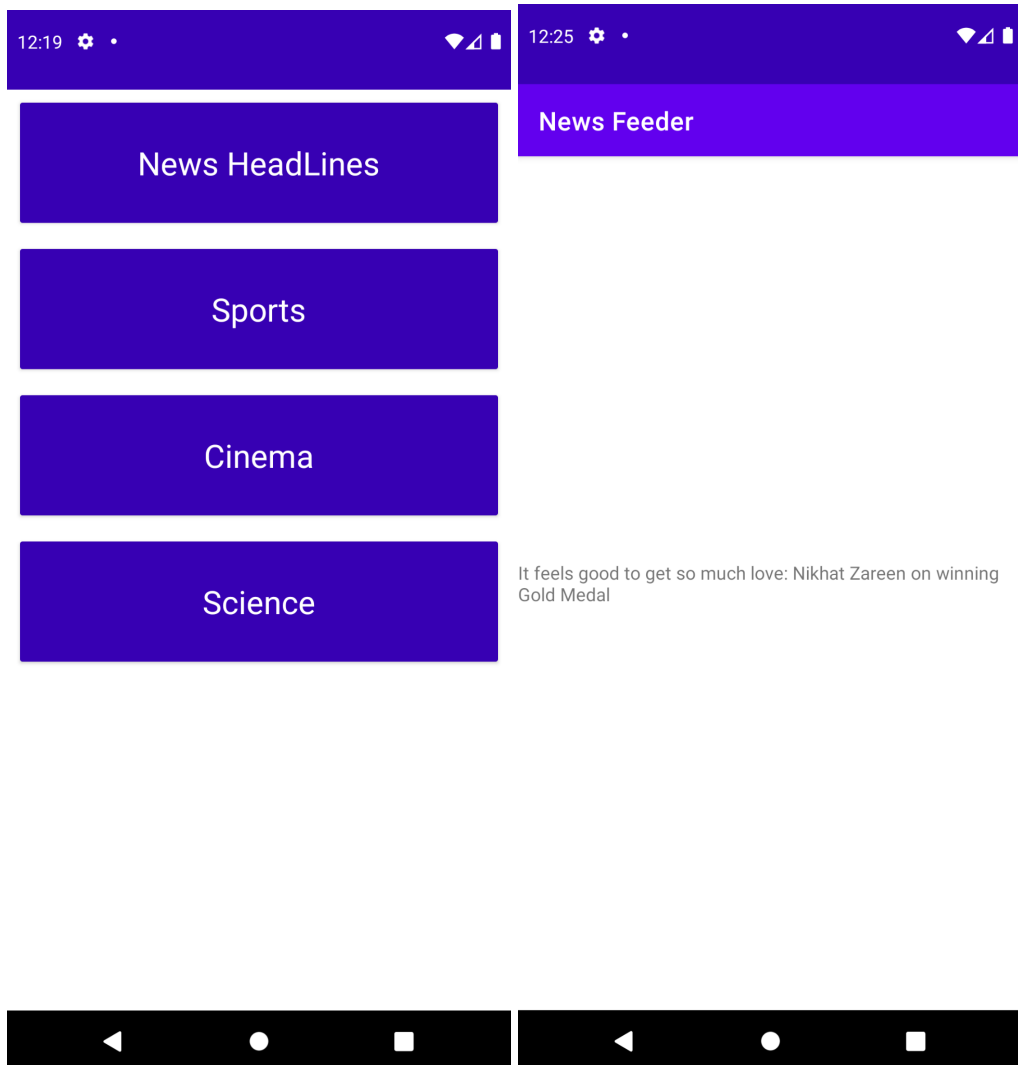 12:19
News HeadLines
Sports
Cinema
Science
12:25
News Feeder
It feels good to get so much love: Nikhat Zareen on winning
Gold Medal